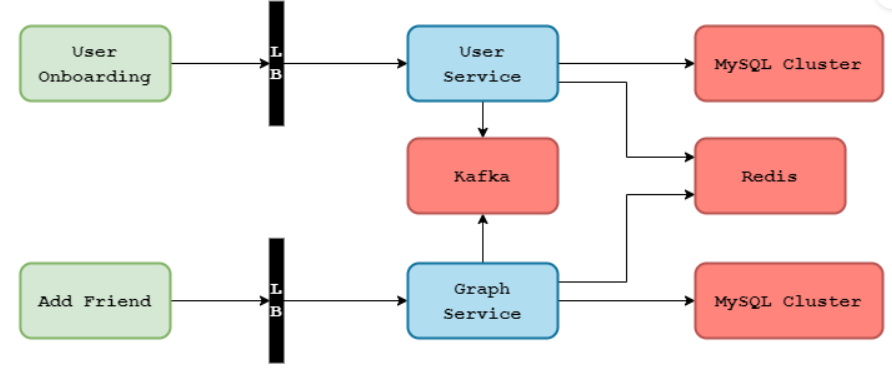 User
Onboarding
L
B
User
Service
MySQL Cluster
Kafka
Redis
Add Friend
L
B
Graph
Service
MySQL Cluster